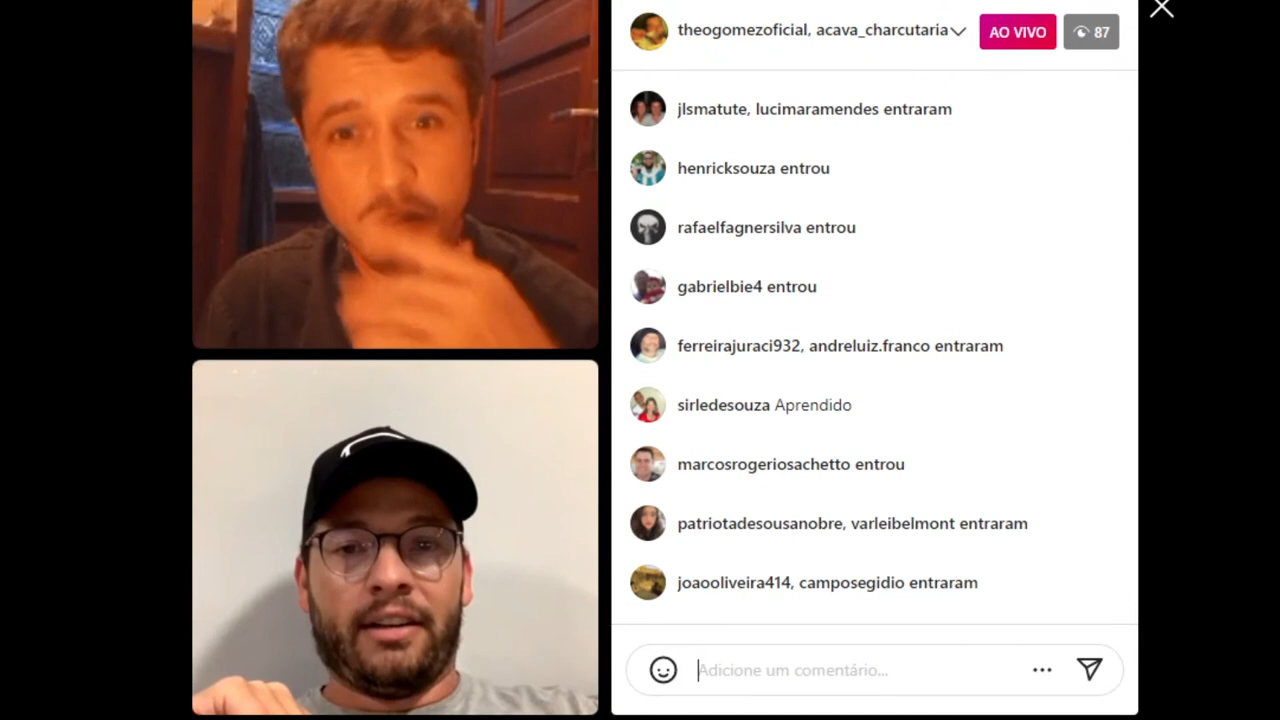 theogomezoficial, acava_charcutaria
AO VIVO
87
jlsmatute, lucimaramendes entraram
henricksouza entrou
rafaelfagnersilva entrou
gabrielbie4 entrou
ferreirajuraci932, andreluiz.franco entraram
sirledesouza Aprendido
marcosrogeriosachetto entrou
patriotadesousanobre, varleibelmont entraram
joaooliveira414, camposegidio entraram
Adicione um comentário...